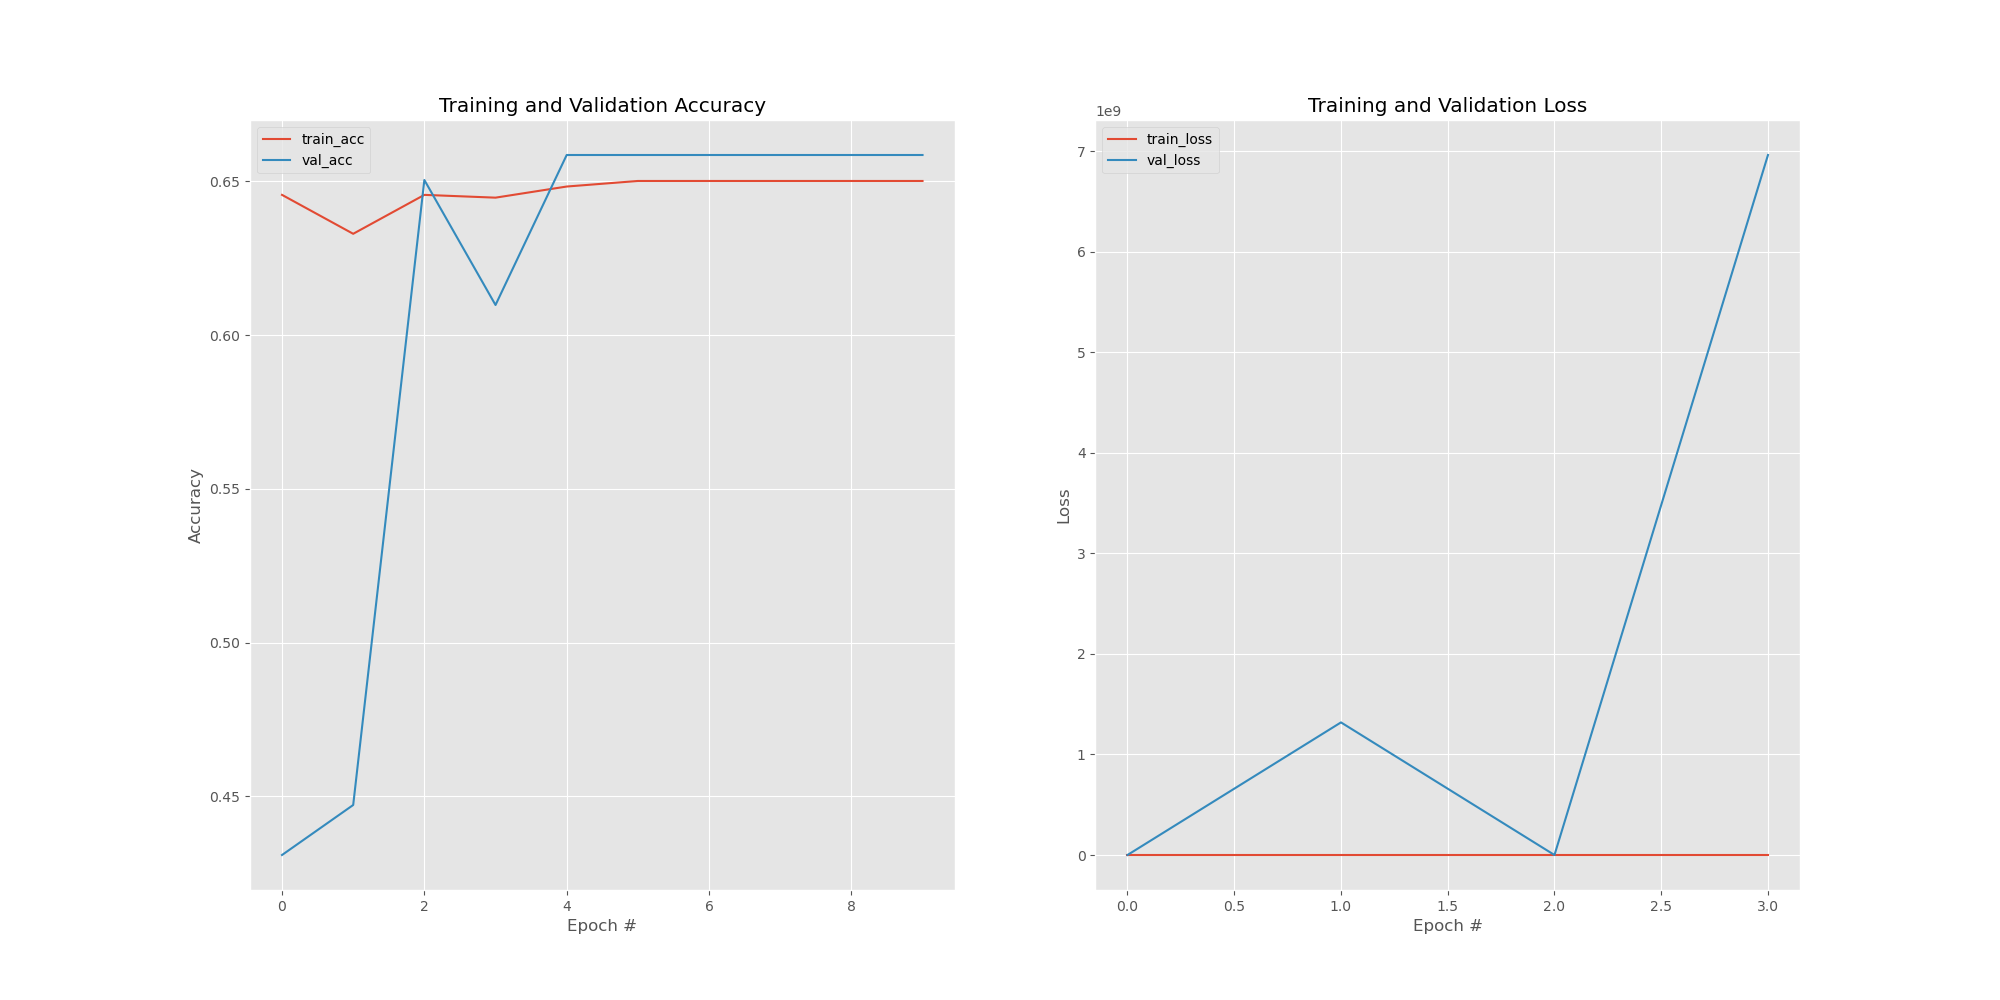 Training and Validation Accuracy
train_acc
val_acc
0.65
0.60
0.55
0.50
0.45
Accuracy
0 2 4 6 8
Epoch #
Training and Validation Loss
1e9
train_loss
val_loss
7
6
5
4
3
2
1
0
Loss
0.0 0.5 1.0 1.5 2.0 2.5 3.0
Epoch #